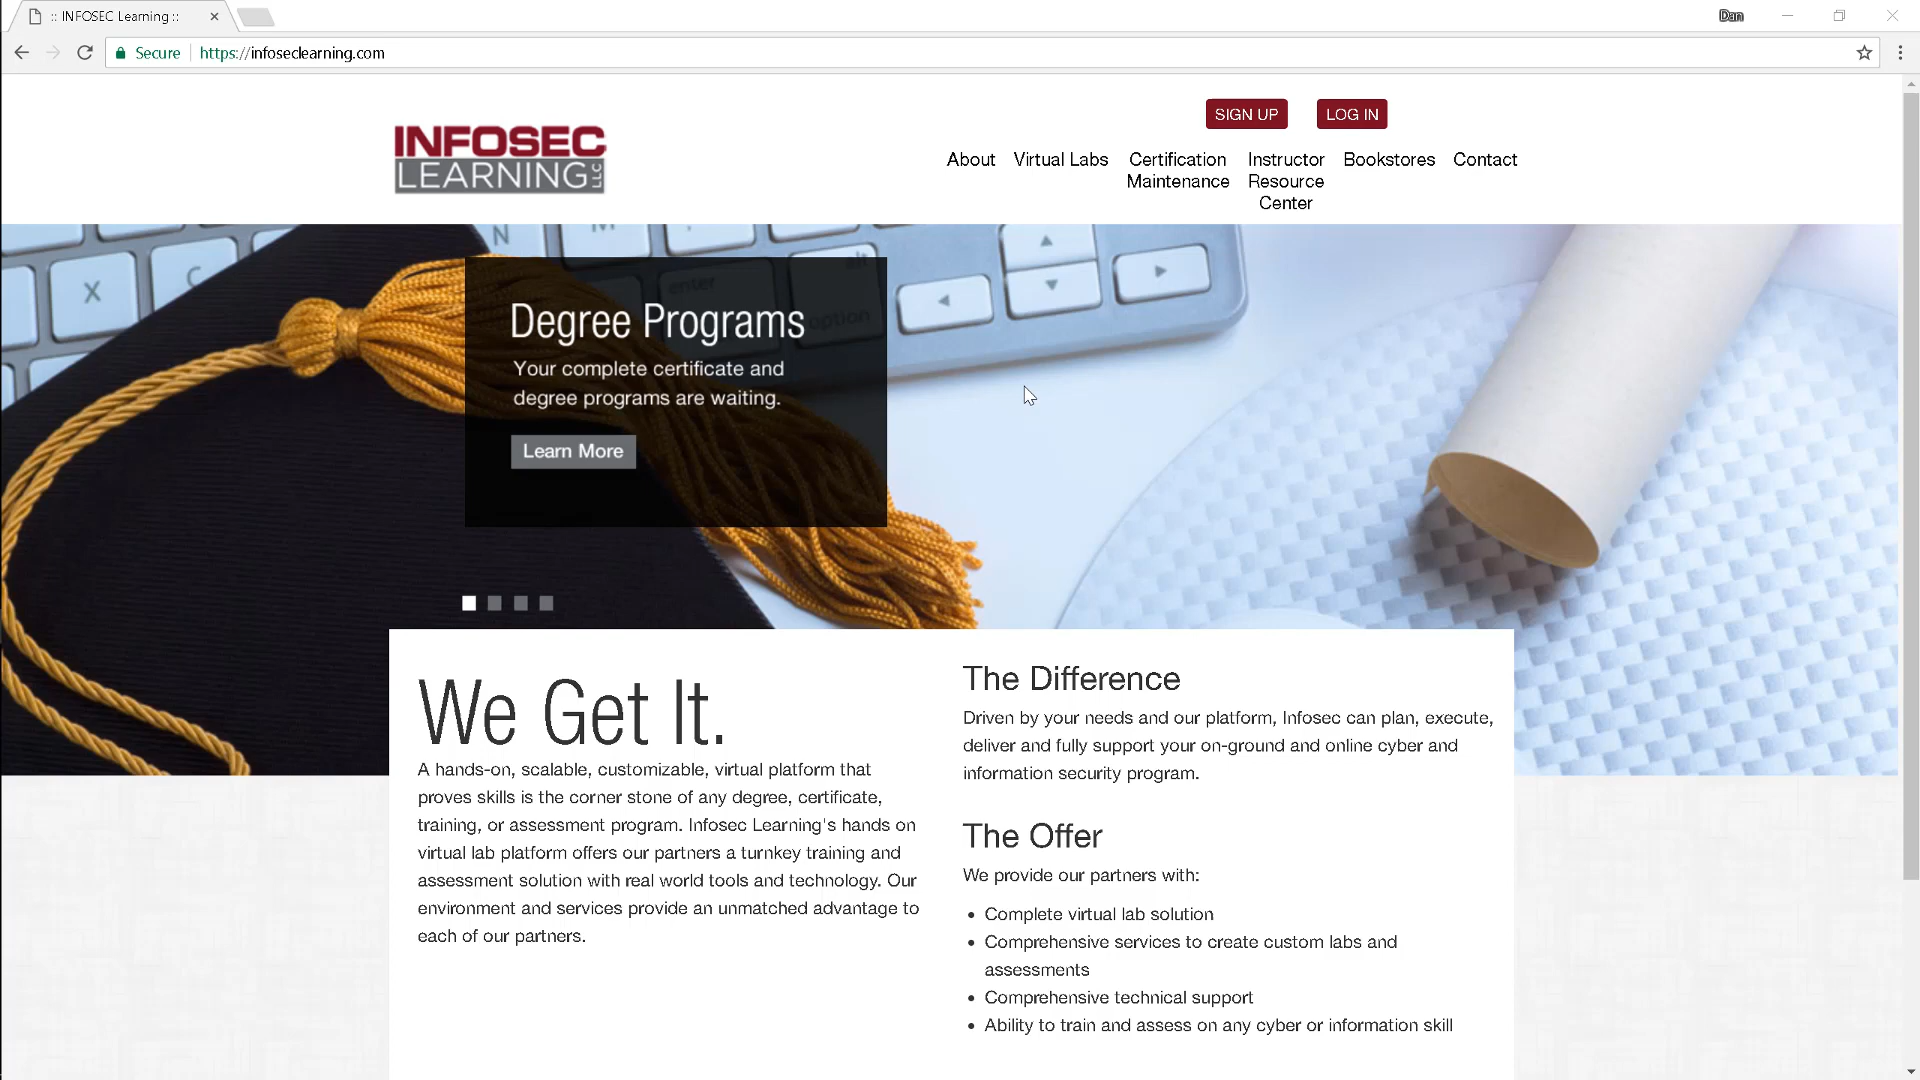 :: INFOSEC Learning ::
Dan
Secure
https://infoseclearning.com
SIGN UP
LOG IN
INFOSEC
LEARNING LLC
About
Virtual Labs
Certification
Maintenance
Instructor
Resource
Center
Bookstores
Contact
N
M
X
C
alt
enter
option
Degree Programs
Your complete certificate and
degree programs are waiting.
Learn More
We Get It.
A hands-on, scalable, customizable, virtual platform that
proves skills is the corner stone of any degree, certificate,
training, or assessment program. Infosec Learning's hands on
virtual lab platform offers our partners a turnkey training and
assessment solution with real world tools and technology. Our
environment and services provide an unmatched advantage to
each of our partners.
The Difference
Driven by your needs and our platform, Infosec can plan, execute,
deliver and fully support your on-ground and online cyber and
information security program.
The Offer
We provide our partners with:
• Complete virtual lab solution
• Comprehensive services to create custom labs and
assessments
• Comprehensive technical support
• Ability to train and assess on any cyber or information skill